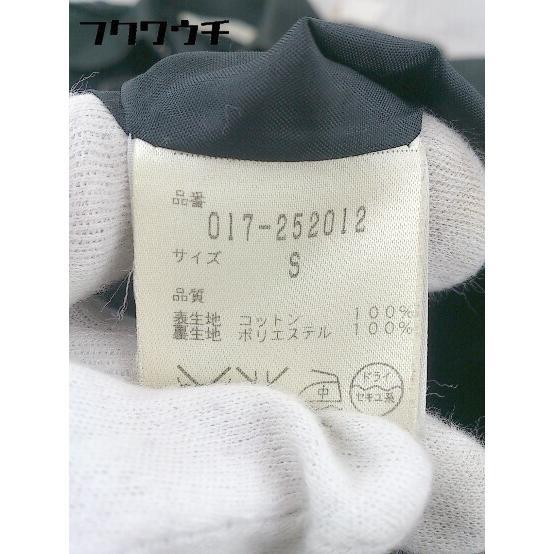 フクワウチ
品番
017-252012
サイズ
S
品質
表生地 コットン 100%
裏生地 ポリエステル 100%
中
ドライ
セキユ系